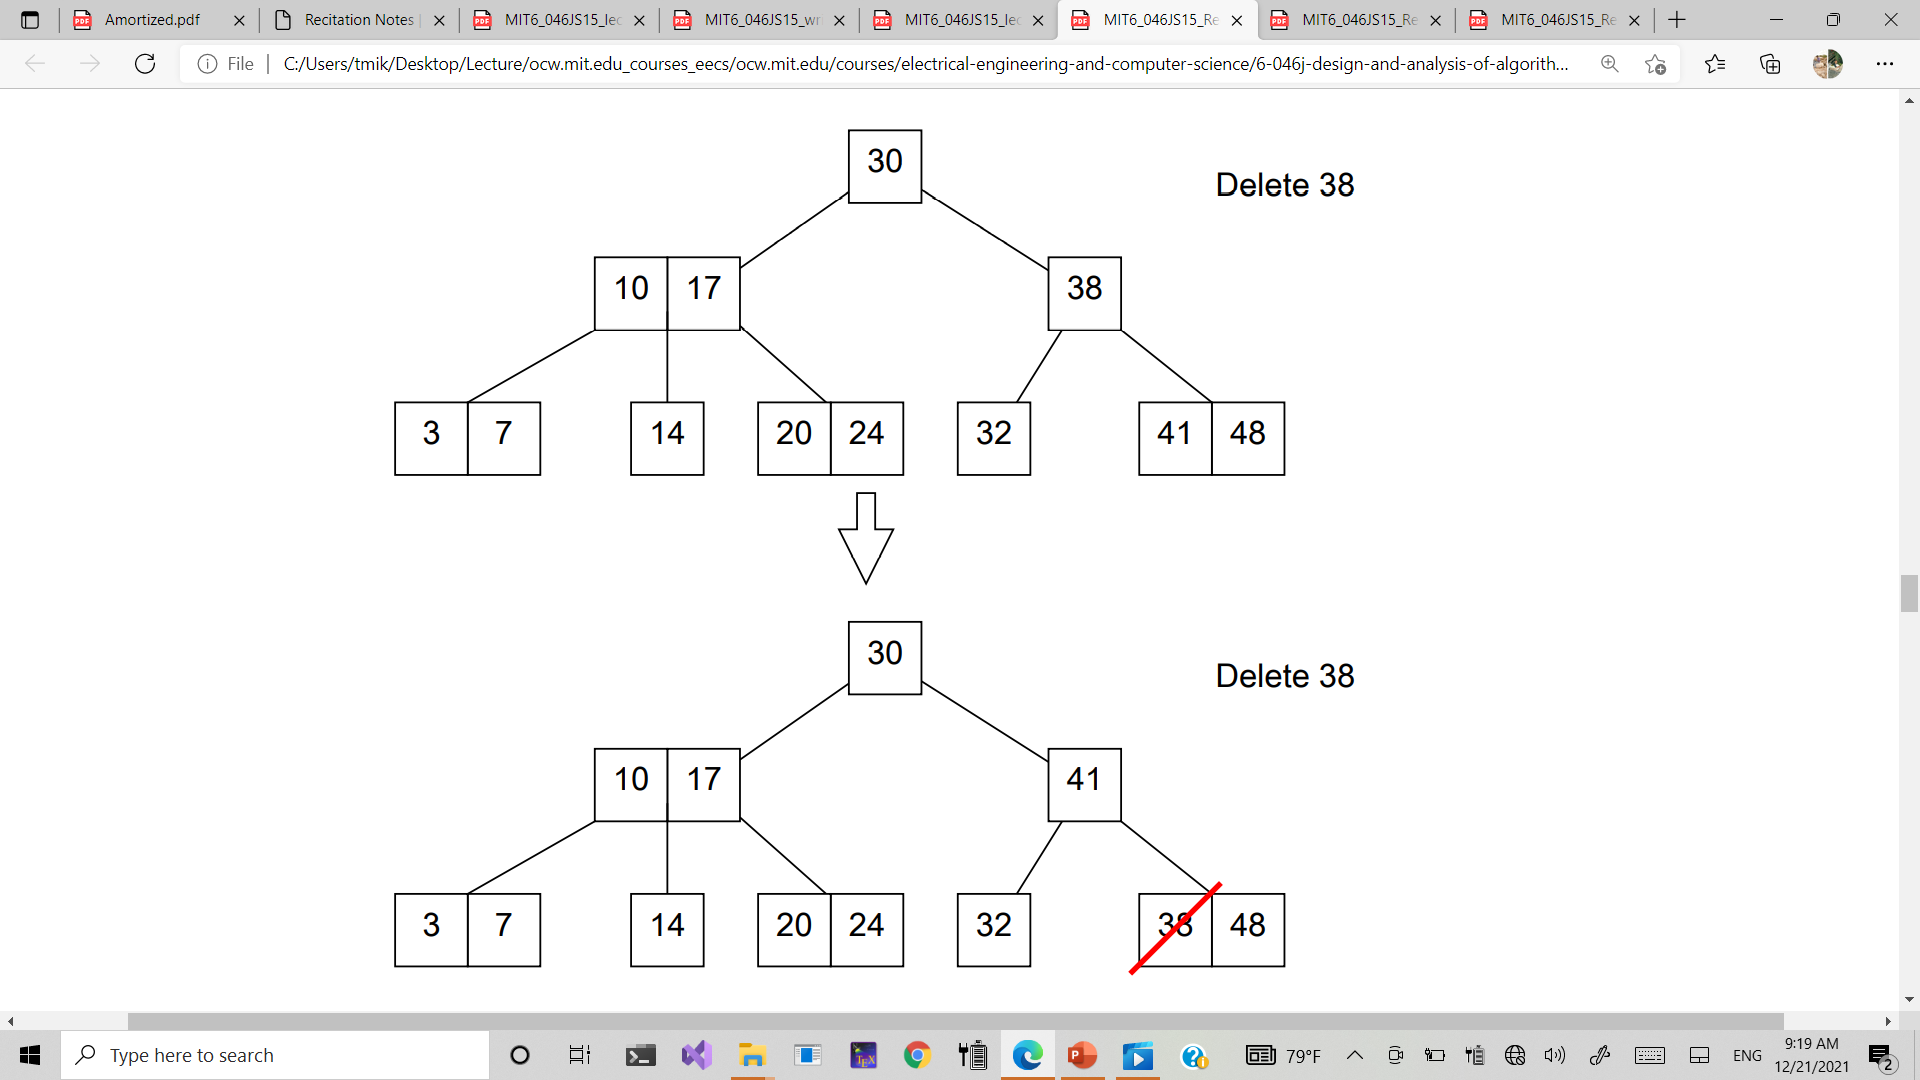 Amortized.pdf
Recitation Notes
MIT6_046JS15_lec
MIT6_046JS15_wri
MIT6_046JS15_lec
MIT6_046JS15_Re
MIT6_046JS15_Re
MIT6_046JS15_Re
File
C:/Users/tmik/Desktop/Lecture/ocw.mit.edu_courses_eecs/ocw.mit.edu/courses/electrical-engineering-and-computer-science/6-046j-design-and-analysis-of-algorith...
30
Delete 38
10 17 38
3 7 14 20 24 32 41 48
30
Delete 38
10 17 41
3 7 14 20 24 32 38 48
Type here to search
79°F
ENG
9:19 AM
12/21/2021
2